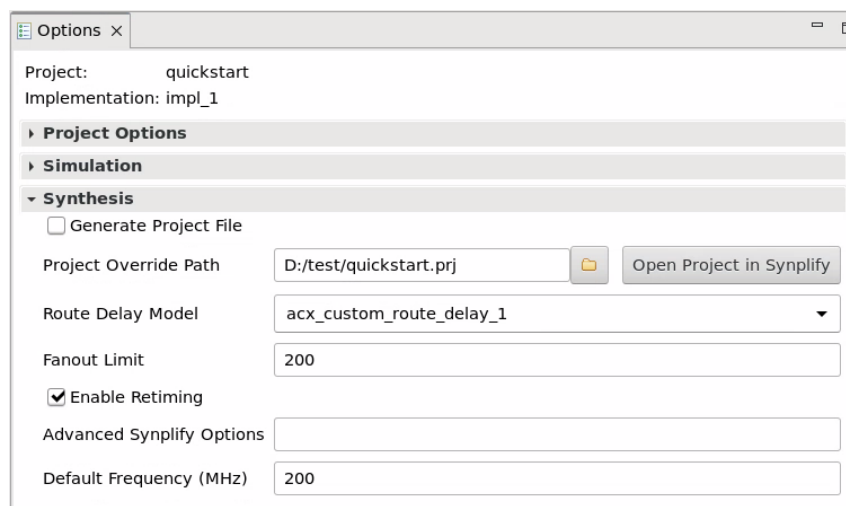 Options
Project: quickstart
Implementation: impl_1
Project Options
Simulation
Synthesis
Generate Project File
Project Override Path D:/test/quickstart.prj Open Project in Synplify
Route Delay Model acx_custom_route_delay_1
Fanout Limit 200
Enable Retiming
Advanced Synplify Options
Default Frequency (MHz) 200